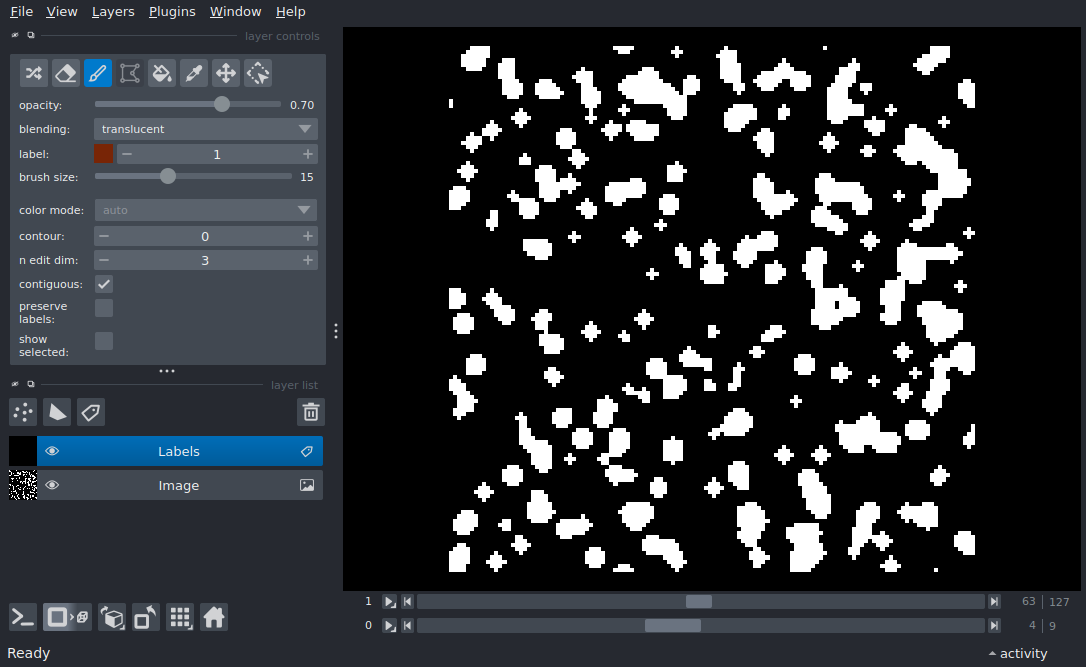 File View Layers Plugins Window Help
layer controls
opacity: 0.70
blending: translucent
label: 1
brush size: 15
color mode: auto
contour: 0
n edit dim: 3
contiguous:
preserve
labels:
show
selected:
layer list
Labels
Image
1 63 127
0 4 9
Ready activity